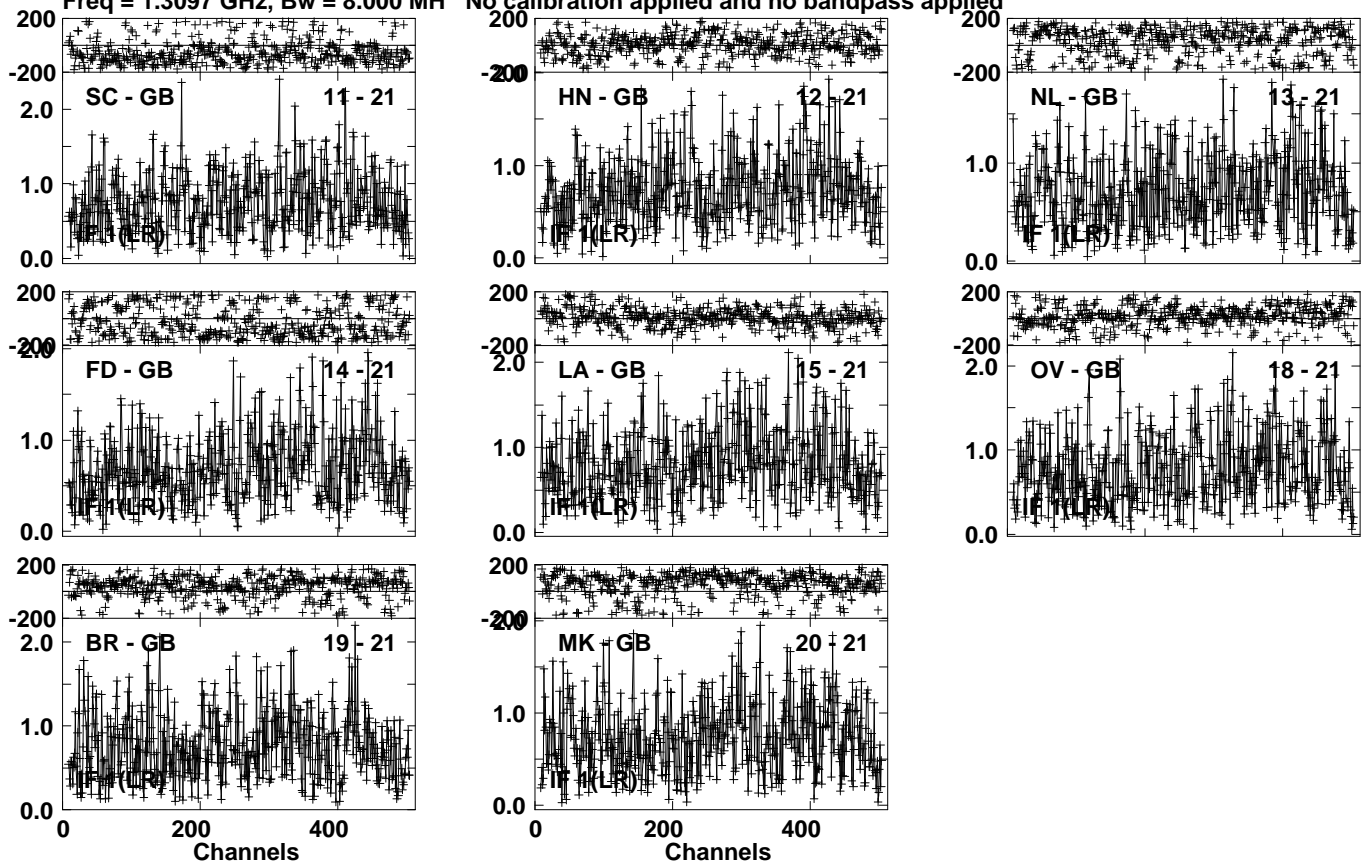 Freq = 1.3097 GHz, Bw = 8.000 MH No calibration applied and no bandpass applied
200 200 200
-200 -200 -200
2.0 2.0
SC - GB 11 - 21 HN - GB 12 - 21 NL - GB 13 - 21
1.0 1.0 1.0
IF 1(LR) IF 1(LR) IF 1(LR)
0.0 0.0 0.0
200 200 200
-200 -200 -200
2.0 2.0 2.0
FD - GB 14 - 21 LA - GB 15 - 21 OV - GB 18 - 21
1.0 1.0 1.0
IF 1(LR) IF 1(LR) IF 1(LR)
0.0 0.0 0.0
200 200
-200 -200
2.0 2.0
BR - GB 19 - 21 MK - GB 20 - 21
1.0 1.0
IF 1(LR) IF 1(LR)
0.0 0.0
0 200 400 0 200 400
Channels Channels